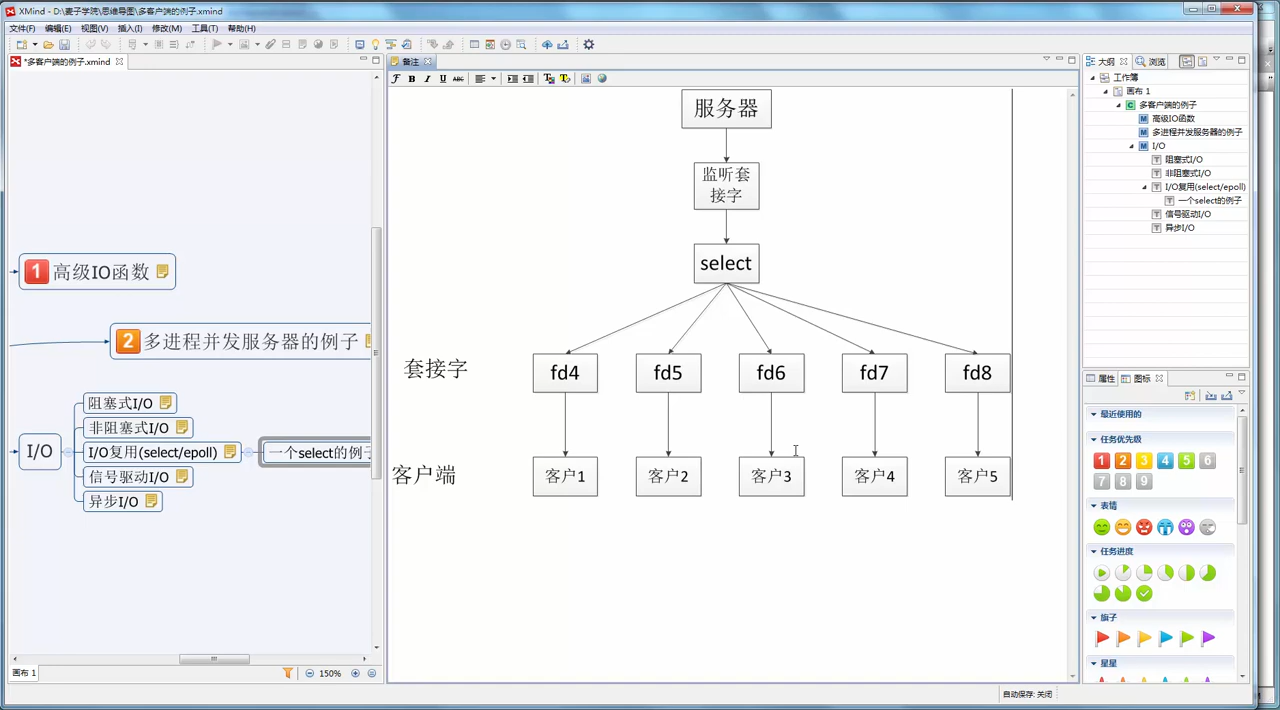 XMind - D:\麦子学院\思维导图\多客户端的例子.xmind
文件(F) 编辑(E) 视图(V) 插入(I) 修改(M) 工具(T) 帮助(H)
*多客户端的例子.xmind
备注
大纲
浏览
B I U ABC
服务器
监听套
接字
select
套接字
fd4 fd5 fd6 fd7 fd8
客户端
客户1 客户2 客户3 客户4 客户5
1 高级IO函数
2 多进程并发服务器的例子
I/O
阻塞式I/O
非阻塞式I/O
I/O复用(select/epoll)
一个select的例子
信号驱动I/O
异步I/O
工作簿
画布 1
多客户端的例子
高级IO函数
多进程并发服务器的例子
I/O
阻塞式I/O
非阻塞式I/O
I/O复用(select/epoll)
一个select的例子
信号驱动I/O
异步I/O
属性
图标
最近使用的
任务优先级
1 2 3 4 5 6
7 8 9
表情
任务进度
旗子
星星
画布 1
150%
自动保存: 关闭